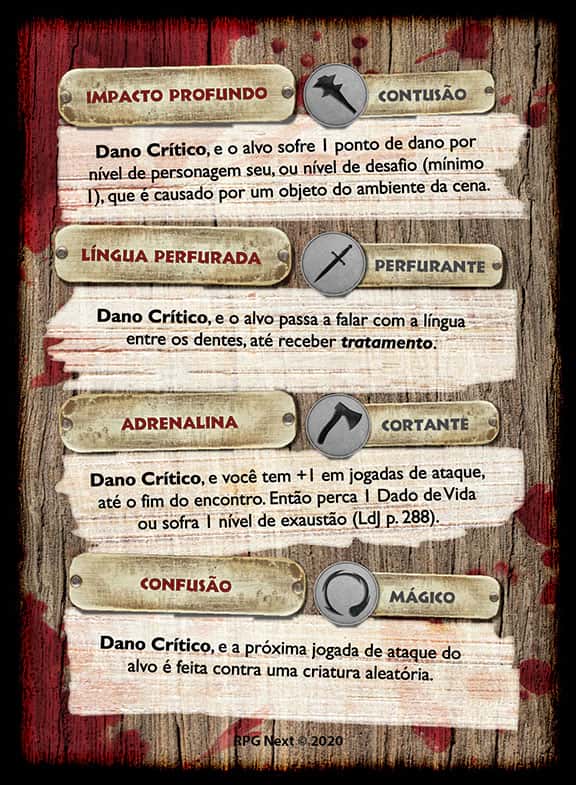 IMPACTO PROFUNDO
CONTUSÃO
Dano Crítico, e o alvo sofre 1 ponto de dano por
nível de personagem seu, ou nível de desafio (mínimo
1), que é causado por um objeto do ambiente da cena.
LÍNGUA PERFURADA
PERFURANTE
Dano Crítico, e o alvo passa a falar com a língua
entre os dentes, até receber tratamento.
ADRENALINA
CORTANTE
Dano Crítico, e você tem +1 em jogadas de ataque,
até o fim do encontro. Então perca 1 Dado de Vida
ou sofra 1 nível de exaustão (LdJ p. 288).
CONFUSÃO
MÁGICO
Dano Crítico, e a próxima jogada de ataque do
alvo é feita contra uma criatura aleatória.
RPG Next © 2020